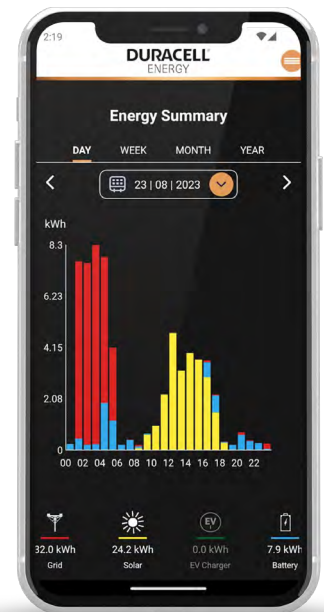 2:19
DURACELL
ENERGY
Energy Summary
DAY WEEK MONTH YEAR
23 | 08 | 2023
kWh
8.3
6.23
4.15
2.08
0
00 02 04 06 08 10 12 14 16 18 20 22
EV
32.0 kWh 24.2 kWh 0.0 kWh 7.9 kWh
Grid Solar EV Charger Battery